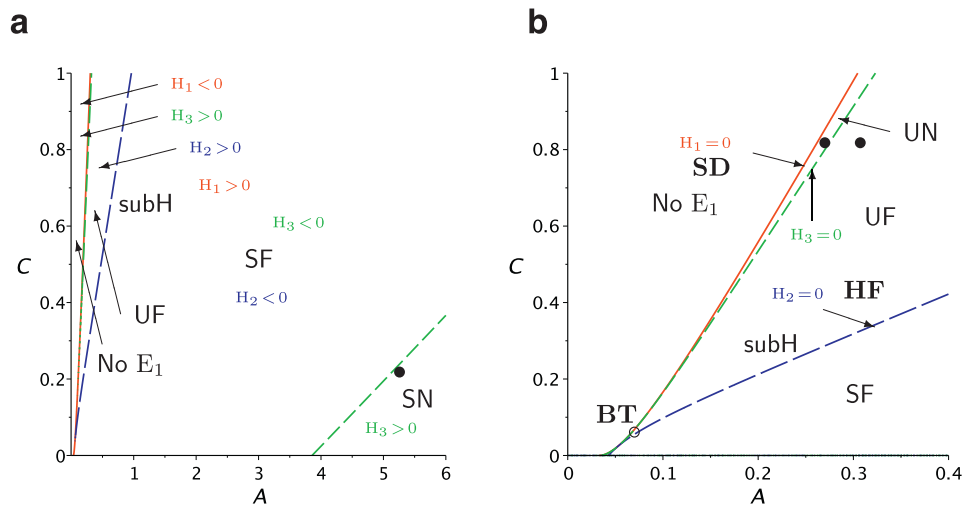 a
1
0.8
0.6
C
0.4
0.2
0
1
2
3
4
5
6
A
H₁ < 0
H₃ > 0
H₂ > 0
H₁ > 0
subH
H₃ < 0
SF
H₂ < 0
UF
No E₁
SN
H₃ > 0
b
1
0.8
0.6
C
0.4
0.2
0
0
0.1
0.2
0.3
0.4
A
H₁ = 0
UN
SD
No E₁
UF
H₃ = 0
HF
H₂ = 0
subH
SF
BT